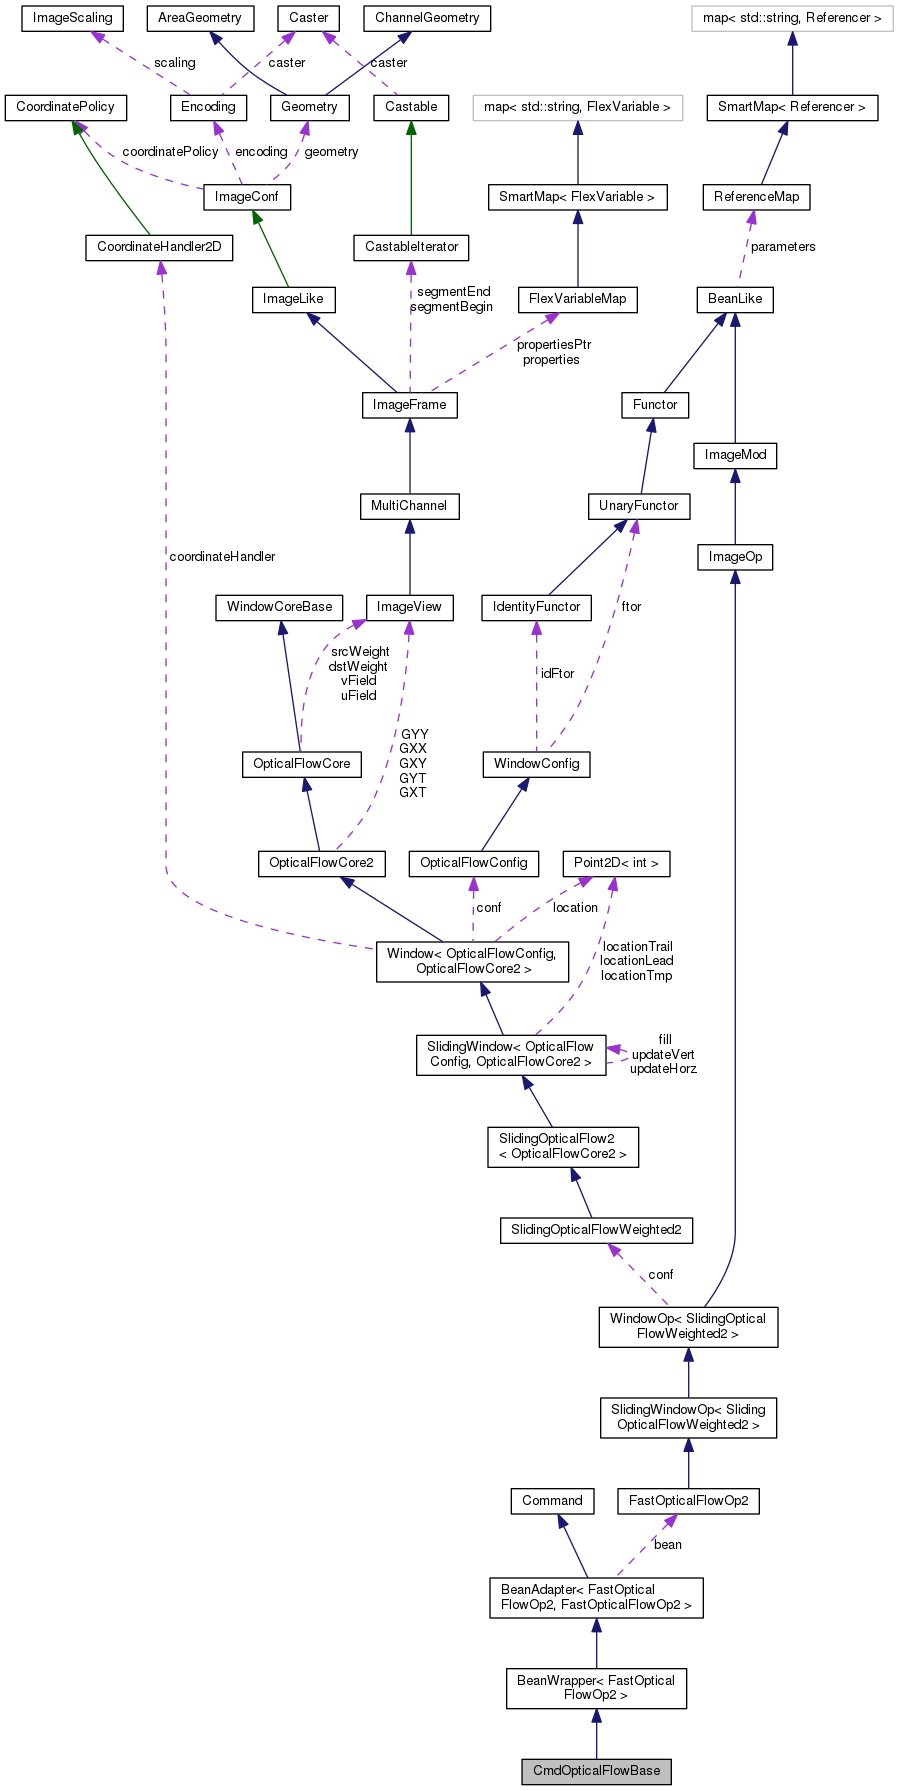 ImageScaling
AreaGeometry
Caster
ChannelGeometry
map< std::string, Referencer >
scaling
caster
caster
CoordinatePolicy
Encoding
Geometry
Castable
map< std::string, FlexVariable >
SmartMap< Referencer >
coordinatePolicy
encoding
geometry
ImageConf
SmartMap< FlexVariable >
ReferenceMap
CoordinateHandler2D
CastableIterator
parameters
segmentEnd
segmentBegin
ImageLike
FlexVariableMap
BeanLike
propertiesPtr
properties
ImageFrame
Functor
ImageMod
MultiChannel
UnaryFunctor
coordinateHandler
ImageOp
WindowCoreBase
ImageView
IdentityFunctor
ftor
srcWeight
dstWeight
vField
uField
idFtor
GYY
GXX
GXY
GYT
GXT
OpticalFlowCore
WindowConfig
OpticalFlowCore2
OpticalFlowConfig
Point2D< int >
conf
location
Window< OpticalFlowConfig,
OpticalFlowCore2 >
locationTrail
locationLead
locationTmp
SlidingWindow< OpticalFlow
Config, OpticalFlowCore2 >
fill
updateVert
updateHorz
SlidingOpticalFlow2
< OpticalFlowCore2 >
SlidingOpticalFlowWeighted2
conf
WindowOp< SlidingOptical
FlowWeighted2 >
SlidingWindowOp< Sliding
OpticalFlowWeighted2 >
Command
FastOpticalFlowOp2
bean
BeanAdapter< FastOptical
FlowOp2, FastOpticalFlowOp2 >
BeanWrapper< FastOptical
FlowOp2 >
CmdOpticalFlowBase